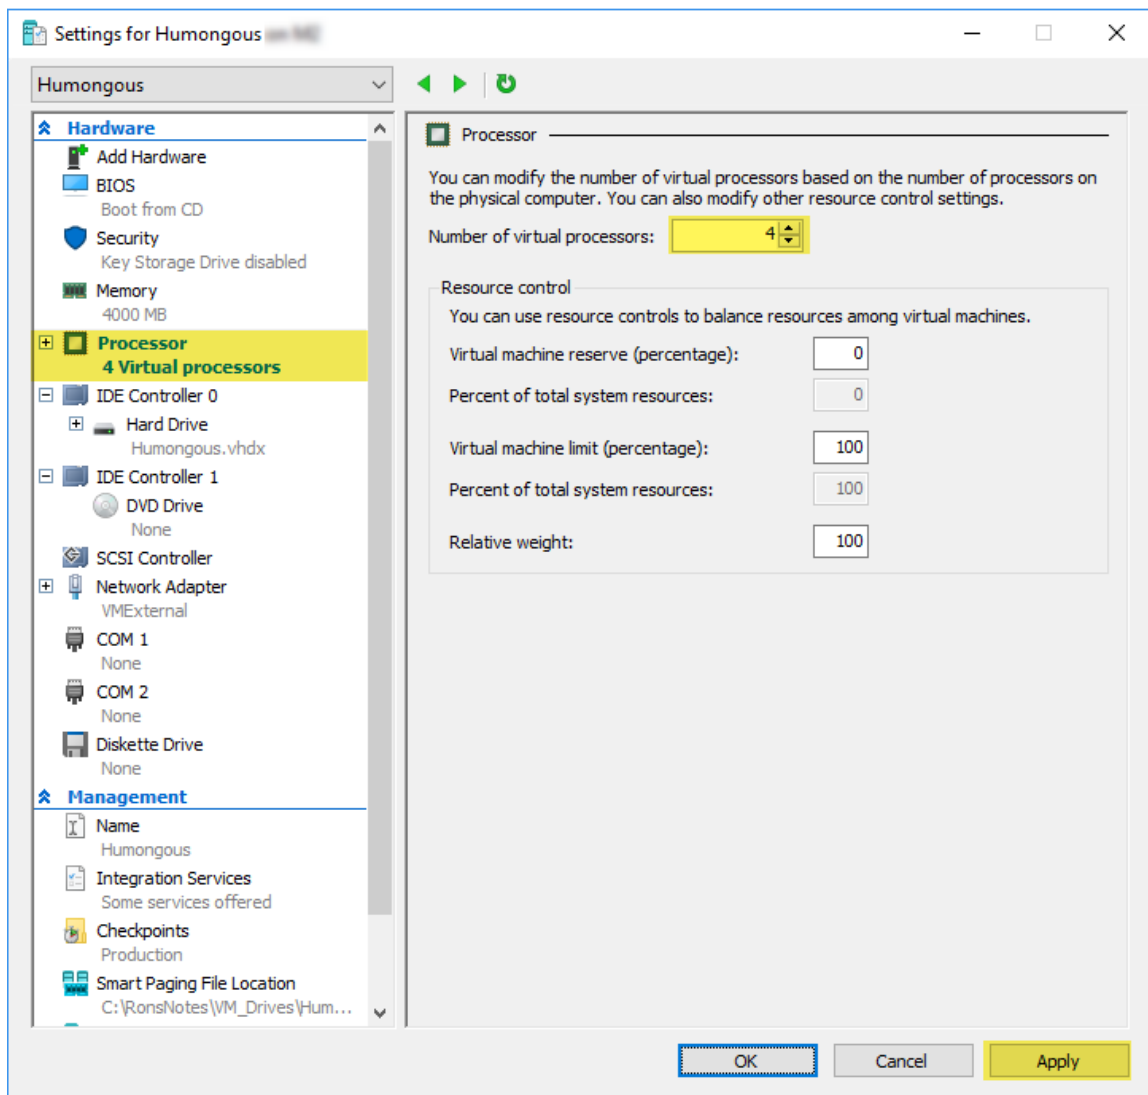 Settings for Humongous
Humongous
Hardware
Add Hardware
BIOS
Boot from CD
Security
Key Storage Drive disabled
Memory
4000 MB
Processor
4 Virtual processors
IDE Controller 0
Hard Drive
Humongous.vhdx
IDE Controller 1
DVD Drive
None
SCSI Controller
Network Adapter
VMExternal
COM 1
None
COM 2
None
Diskette Drive
None
Management
Name
Humongous
Integration Services
Some services offered
Checkpoints
Production
Smart Paging File Location
C:\RonsNotes\VM_Drives\Hum...
Processor
You can modify the number of virtual processors based on the number of processors on
the physical computer. You can also modify other resource control settings.
Number of virtual processors: 4
Resource control
You can use resource controls to balance resources among virtual machines.
Virtual machine reserve (percentage): 0
Percent of total system resources: 0
Virtual machine limit (percentage): 100
Percent of total system resources: 100
Relative weight: 100
OK Cancel Apply